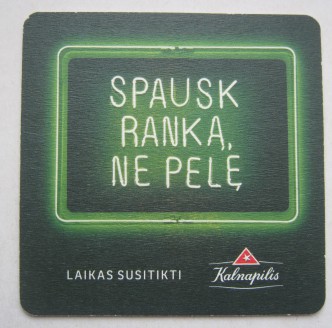 SPAUSK
RANKĄ,
NE PELĘ
LAIKAS SUSITIKTI
Kalnapilis